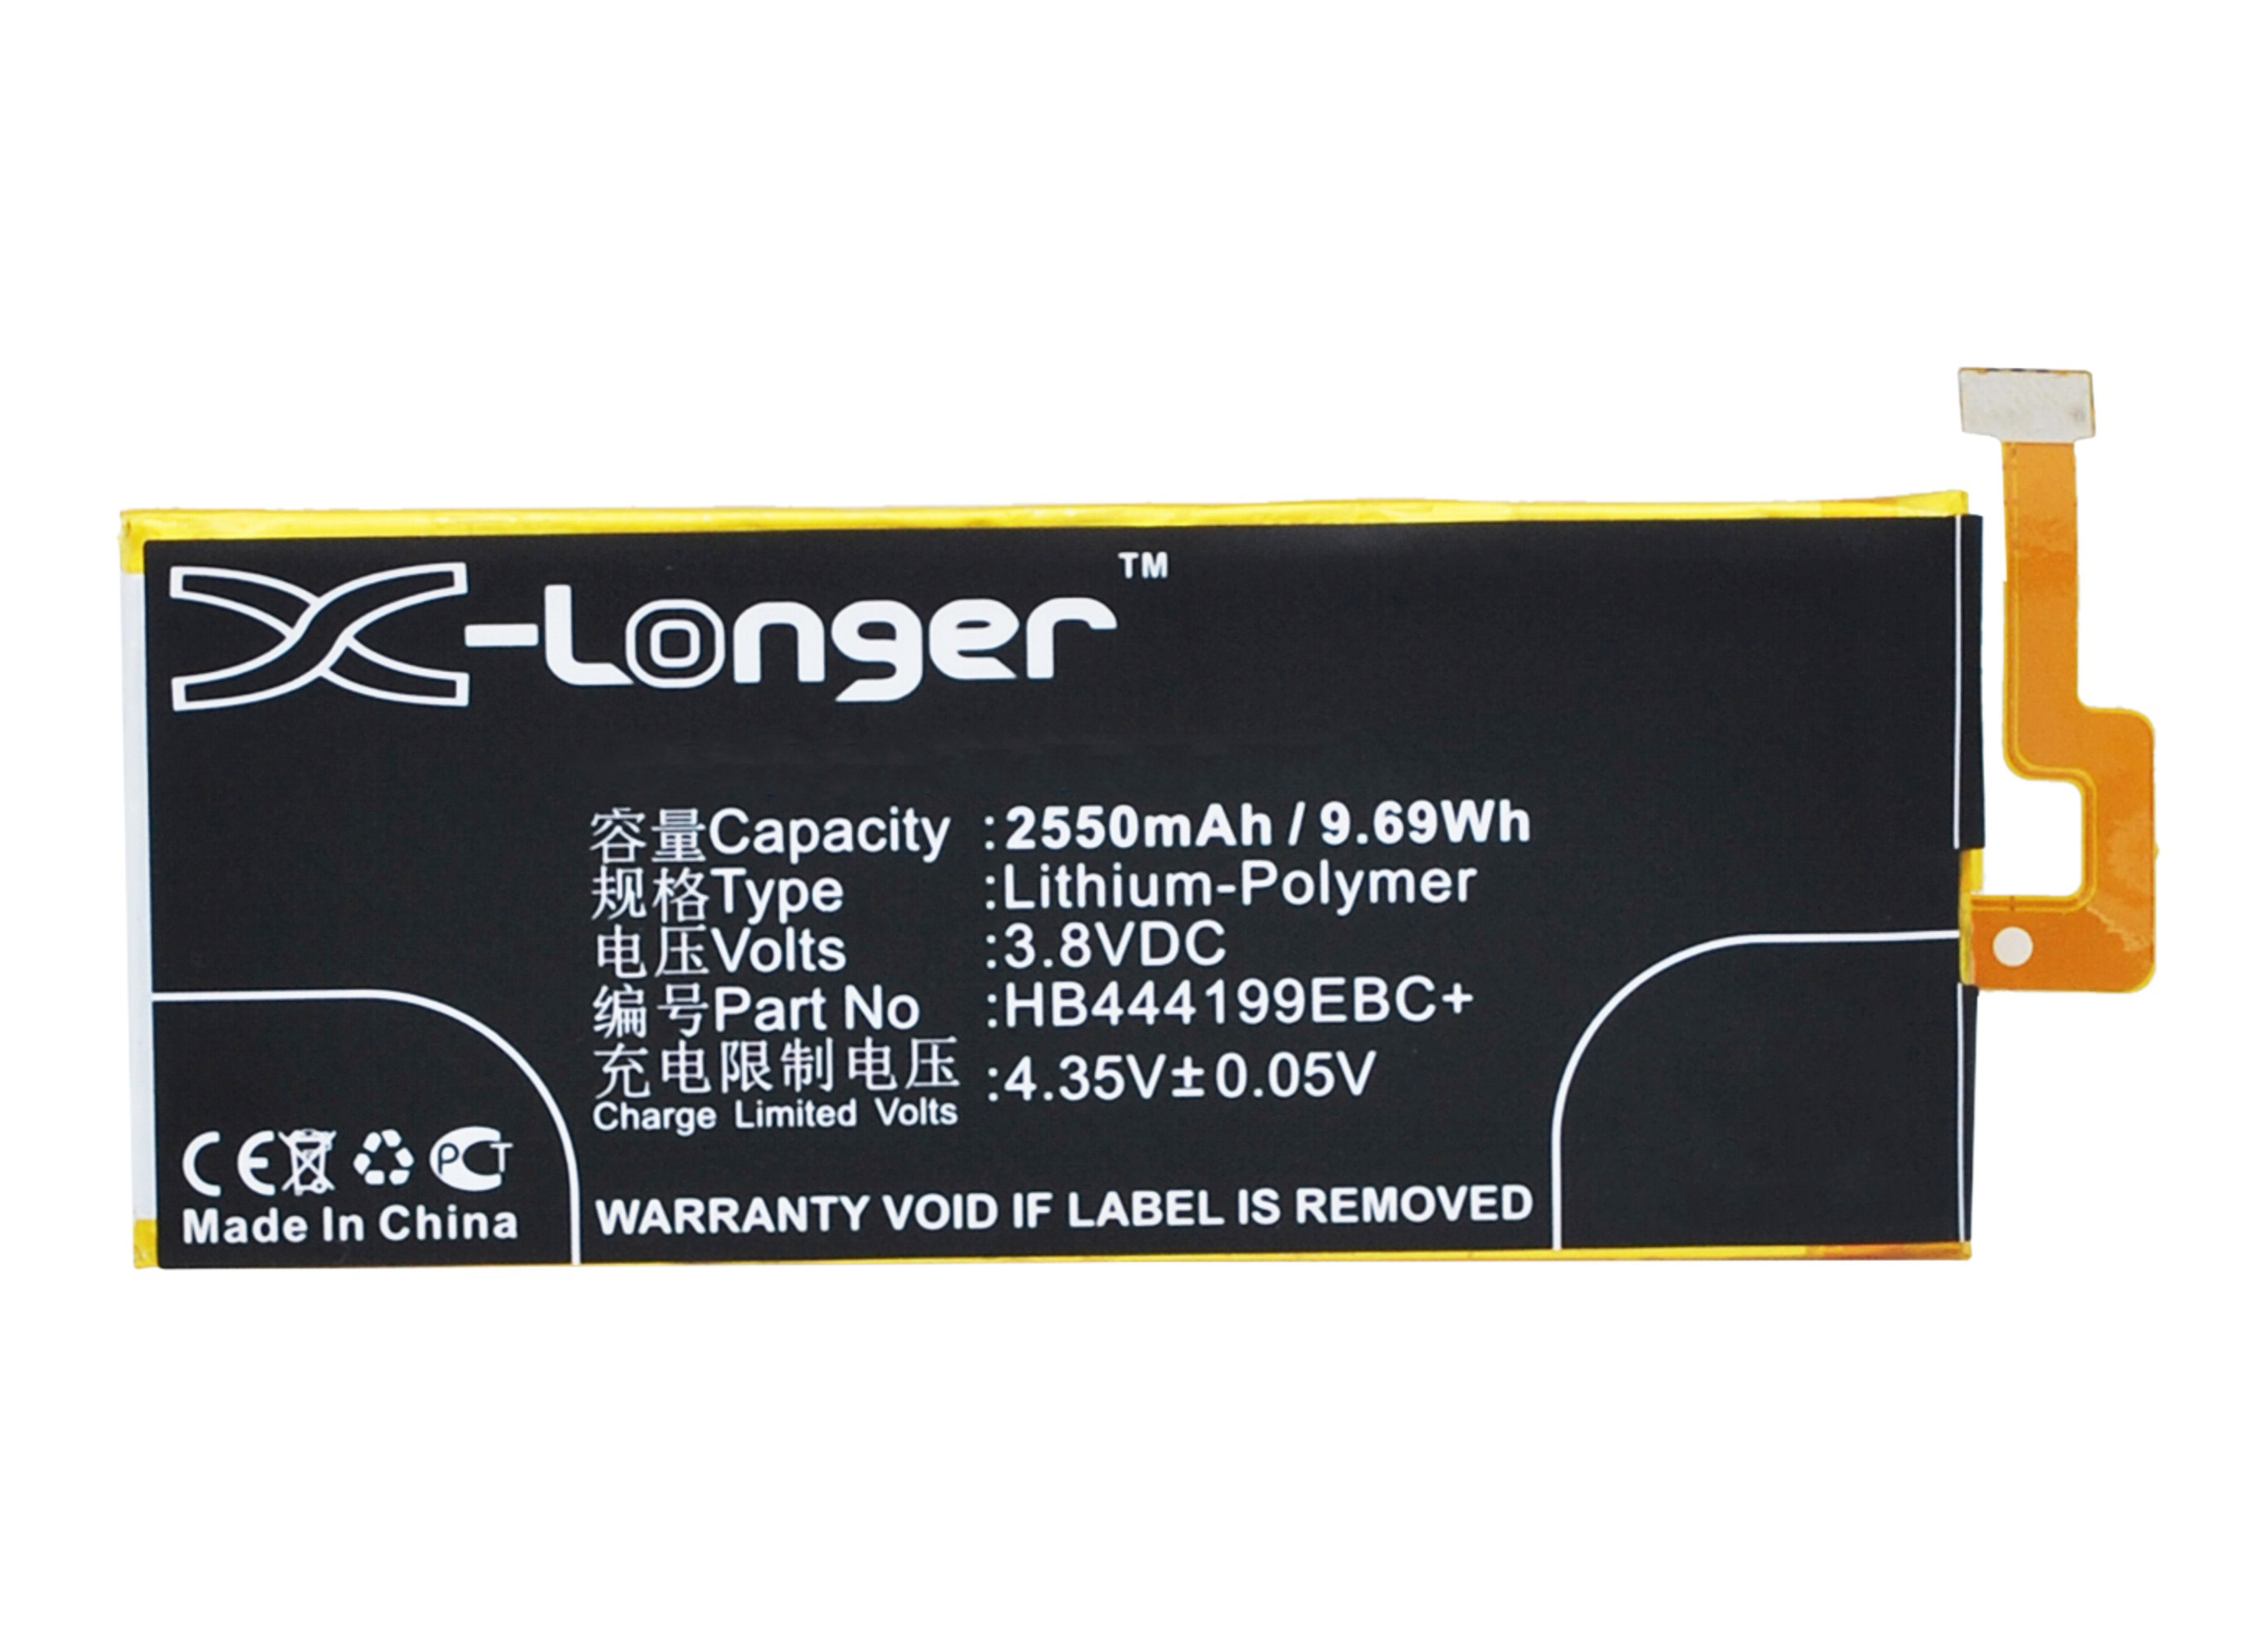 X-Longer™
容量Capacity :2550mAh / 9.69Wh
规格Type :Lithium-Polymer
电压Volts :3.8VDC
编号Part No :HB444199EBC+
充电限制电压 :4.35V±0.05V
Charge Limited Volts
CE PCT
Made In China
WARRANTY VOID IF LABEL IS REMOVED